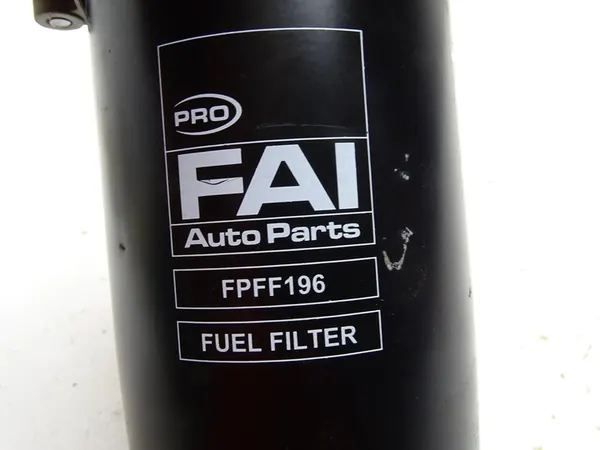 PRO
FAI
Auto Parts
FPFF196
FUEL FILTER